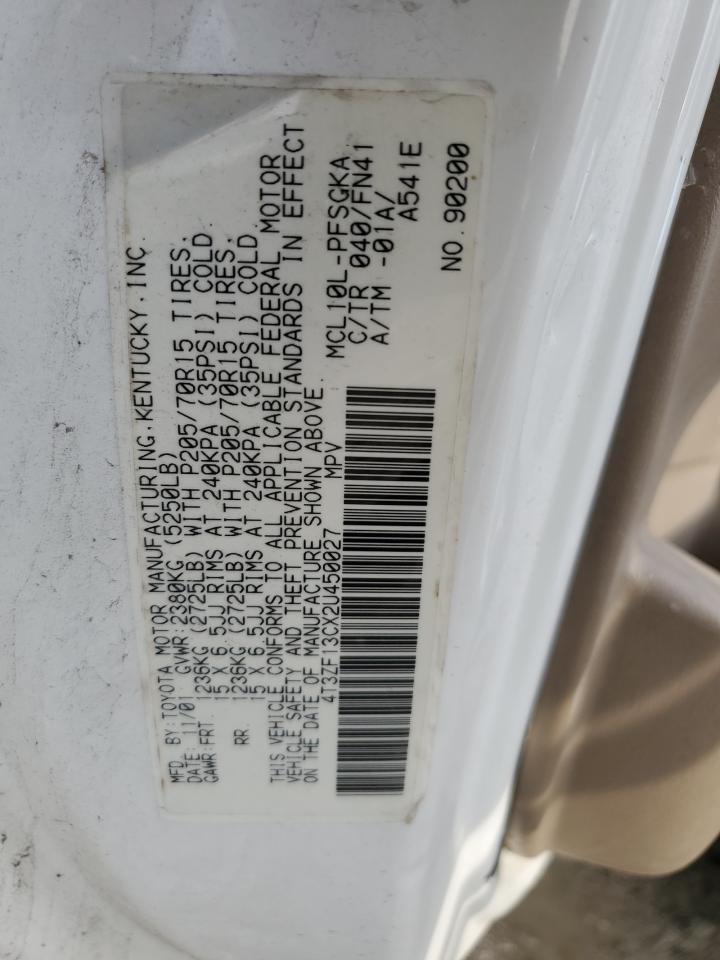 MFD. BY: TOYOTA MOTOR MANUFACTURING, KENTUCKY, INC.
DATE: 11/01 GVWR: 2380KG (5250LB)
GAWR: FRT. 1236KG (2725LB) WITH P205/70R15 TIRES,
15 X 6.5JJ RIMS AT 240KPA (35PSI) COLD.
RR. 1236KG (2725LB) WITH P205/70R15 TIRES,
15 X 6.5JJ RIMS AT 240KPA (35PSI) COLD.
THIS VEHICLE CONFORMS TO ALL APPLICABLE FEDERAL MOTOR
VEHICLE SAFETY AND THEFT PREVENTION STANDARDS IN EFFECT
ON THE DATE OF MANUFACTURE SHOWN ABOVE.
4T3ZF13CX2U450027 MPV
MCL10L-PFSGKA
C/TR 040/FN41
A/TM -01A/
A541E
NO. 90200